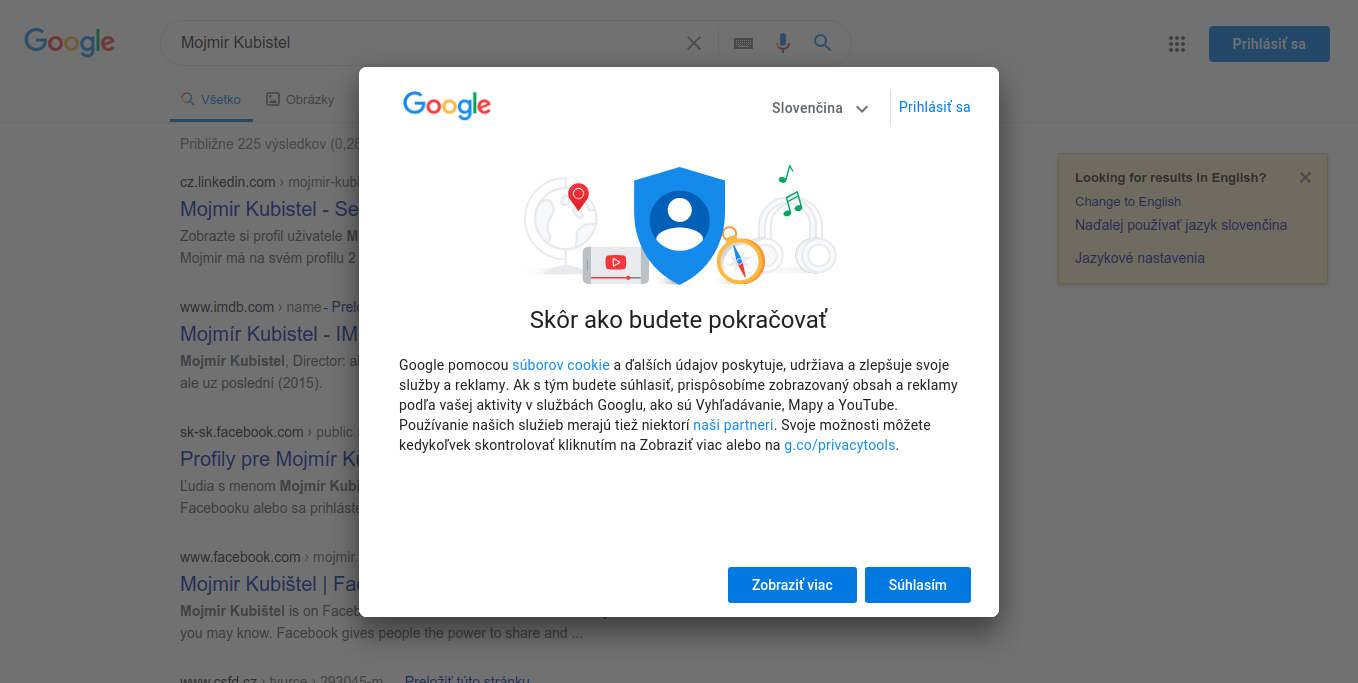 Google
Mojmir Kubistel
Prihlásiť sa
Všetko
Obrázky
Približne 225 výsledkov (0,28
cz.linkedin.com › mojmir-kubi
Mojmir Kubistel - Se
Zobrazte si profil uživatele M
Mojmir má na svém profilu 2
www.imdb.com › name - Prelo
Mojmír Kubistel - IM
Mojmír Kubistel, Director: al
ale uz poslední (2015).
sk-sk.facebook.com › public
Profily pre Mojmír Ku
Ľudia s menom Mojmír Kubi
Facebooku alebo sa prihláste
www.facebook.com › mojmir.
Mojmir Kubištel | Fac
Mojmir Kubištel is on Faceb
you may know. Facebook gives people the power to share and ...
www.csfd.cz › tvurce › 293045-m... Preložiť túto stránku
Google
Slovenčina
Prihlásiť sa
Skôr ako budete pokračovať
Google pomocou súborov cookie a ďalších údajov poskytuje, udržiava a zlepšuje svoje
služby a reklamy. Ak s tým budete súhlasiť, prispôsobíme zobrazovaný obsah a reklamy
podľa vašej aktivity v službách Googlu, ako sú Vyhľadávanie, Mapy a YouTube.
Používanie našich služieb merajú tiež niektorí naši partneri. Svoje možnosti môžete
kedykoľvek skontrolovať kliknutím na Zobraziť viac alebo na g.co/privacytools.
Zobraziť viac
Súhlasím
Looking for results in English?
Change to English
Naďalej používať jazyk slovenčina
Jazykové nastavenia